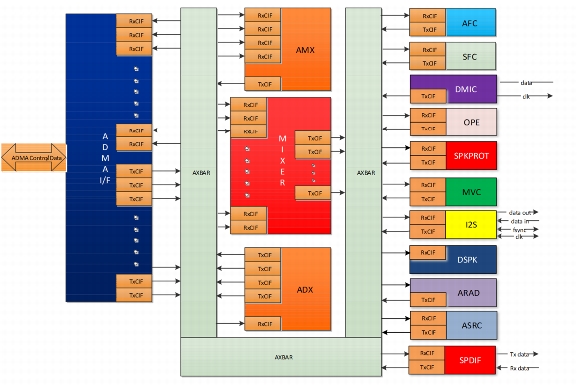 ADMA Control/Data
A
D
M
A
I/F
RxCIF
RxCIF
RxCIF
RxCIF
RxCIF
TxCIF
TxCIF
TxCIF
TxCIF
TxCIF
AXBAR
RxCIF
RxCIF
RxCIF
RxCIF
TxCIF
AMX
RxCIF
RxCIF
RxCIF
RxCIF
RxCIF
M
I
X
E
R
TxCIF
TxCIF
TxCIF
TxCIF
TxCIF
TxCIF
TxCIF
RxCIF
ADX
AXBAR
AXBAR
RxCIF
TxCIF
AFC
RxCIF
TxCIF
SFC
TxCIF
DMIC
data
clk
RxCIF
TxCIF
OPE
RxCIF
TxCIF
SPKPROT
RxCIF
TxCIF
MVC
RxCIF
TxCIF
I2S
data out
data in
fsync
clk
RxCIF
DSPK
TxCIF
ARAD
RxCIF
TxCIF
ASRC
RxCIF
TxCIF
SPDIF
Tx data
Rx data